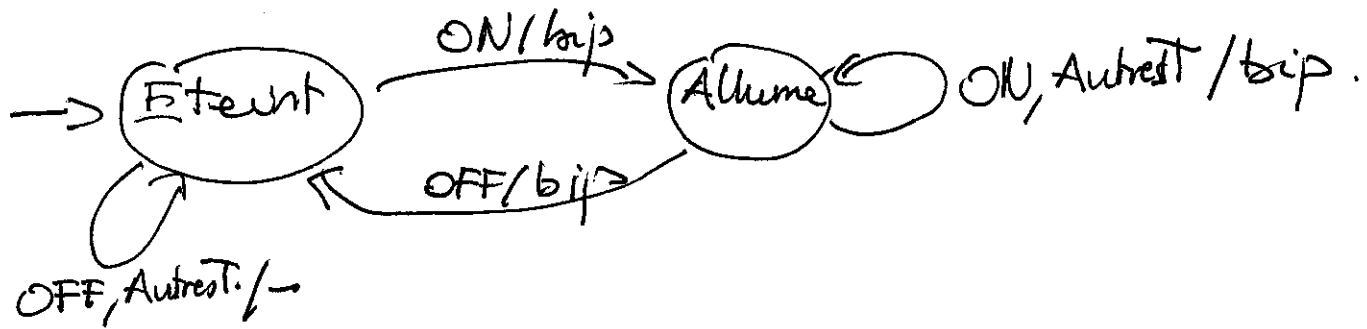 ON/bip
Eteint
Allume
ON, AutresT/bip.
OFF/bip
OFF, AutresT./-